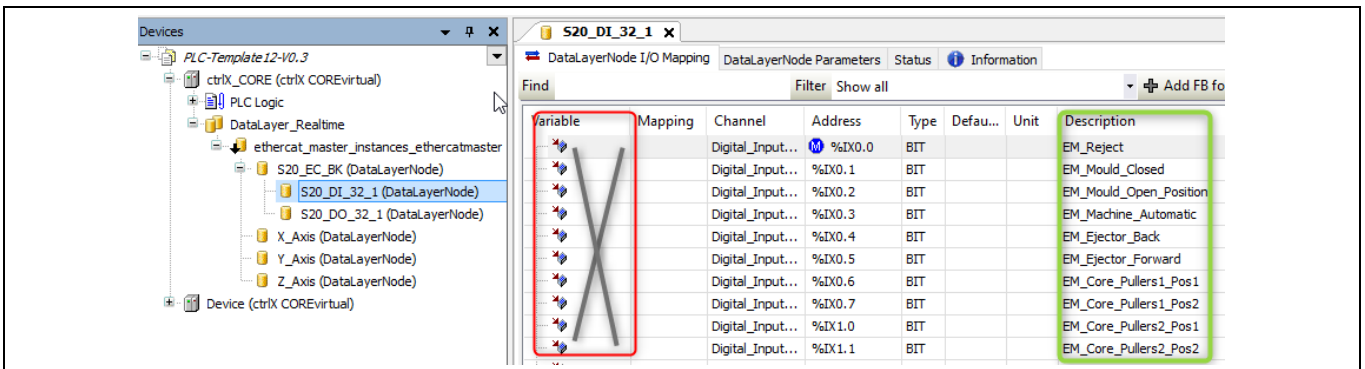 Devices
PLC-Template12-V0.3
ctrlX_CORE (ctrlX COREvirtual)
PLC Logic
DataLayer_Realtime
ethercat_master_instances_ethercatmaster
S20_EC_BK (DataLayerNode)
S20_DI_32_1 (DataLayerNode)
S20_DO_32_1 (DataLayerNode)
X_Axis (DataLayerNode)
Y_Axis (DataLayerNode)
Z_Axis (DataLayerNode)
Device (ctrlX COREvirtual)
S20_DI_32_1 X
DataLayerNode I/O Mapping DataLayerNode Parameters Status Information
Find Filter Show all Add FB fo
Variable Mapping Channel Address Type Defau... Unit Description
Digital_Input... M %IX0.0 BIT EM_Reject
Digital_Input... %IX0.1 BIT EM_Mould_Closed
Digital_Input... %IX0.2 BIT EM_Mould_Open_Position
Digital_Input... %IX0.3 BIT EM_Machine_Automatic
Digital_Input... %IX0.4 BIT EM_Ejector_Back
Digital_Input... %IX0.5 BIT EM_Ejector_Forward
Digital_Input... %IX0.6 BIT EM_Core_Pullers1_Pos1
Digital_Input... %IX0.7 BIT EM_Core_Pullers1_Pos2
Digital_Input... %IX1.0 BIT EM_Core_Pullers2_Pos1
Digital_Input... %IX1.1 BIT EM_Core_Pullers2_Pos2